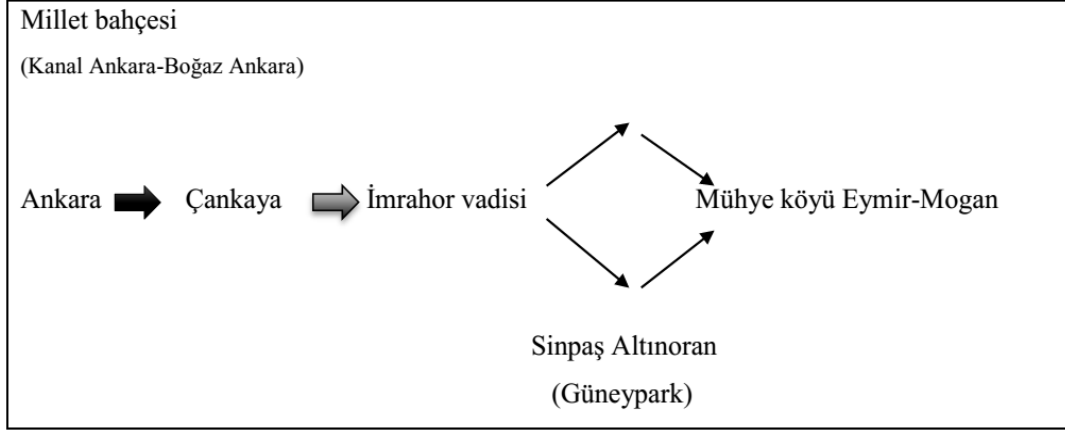 Millet bahçesi
(Kanal Ankara-Boğaz Ankara)
Ankara Çankaya İmrahor vadisi Mühye köyü Eymir-Mogan
Sinpaş Altınoran
(Güneypark)